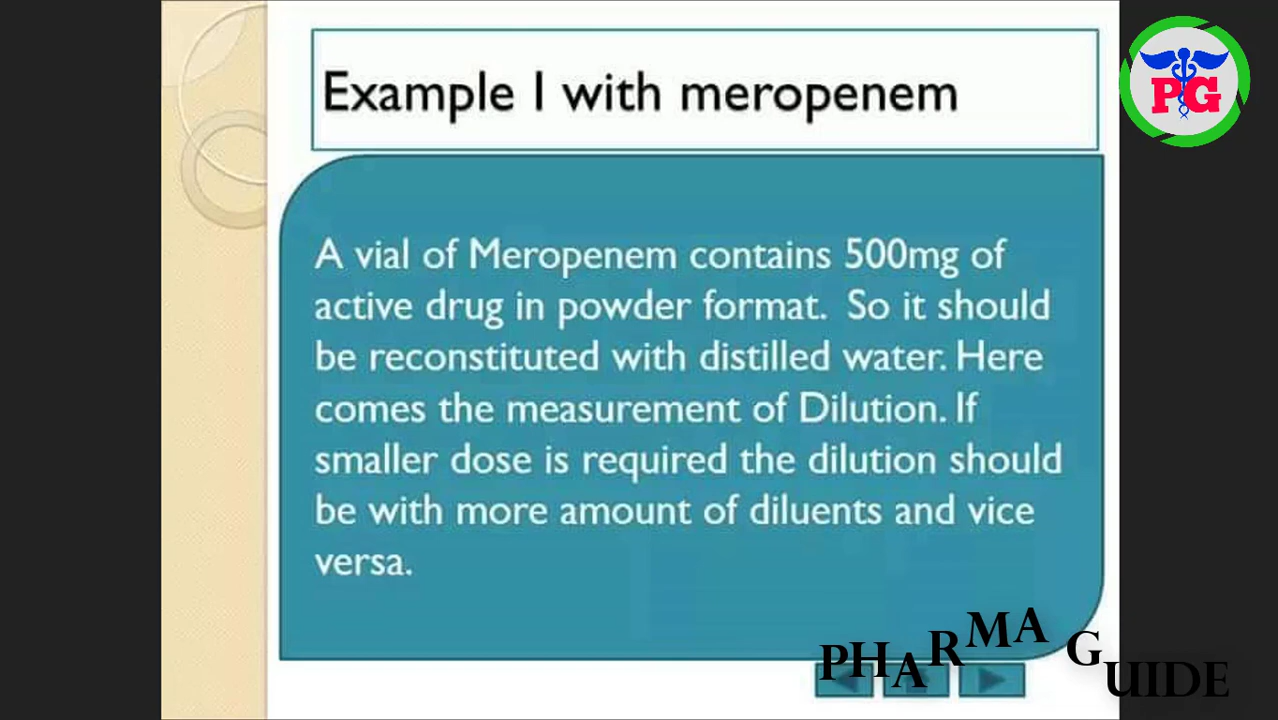 Example 1 with meropenem
PG
A vial of Meropenem contains 500mg of
active drug in powder format.  So it should
be reconstituted with distilled water. Here
comes the measurement of Dilution. If
smaller dose is required the dilution should
be with more amount of diluents and vice
versa.
PHARMA GUIDE